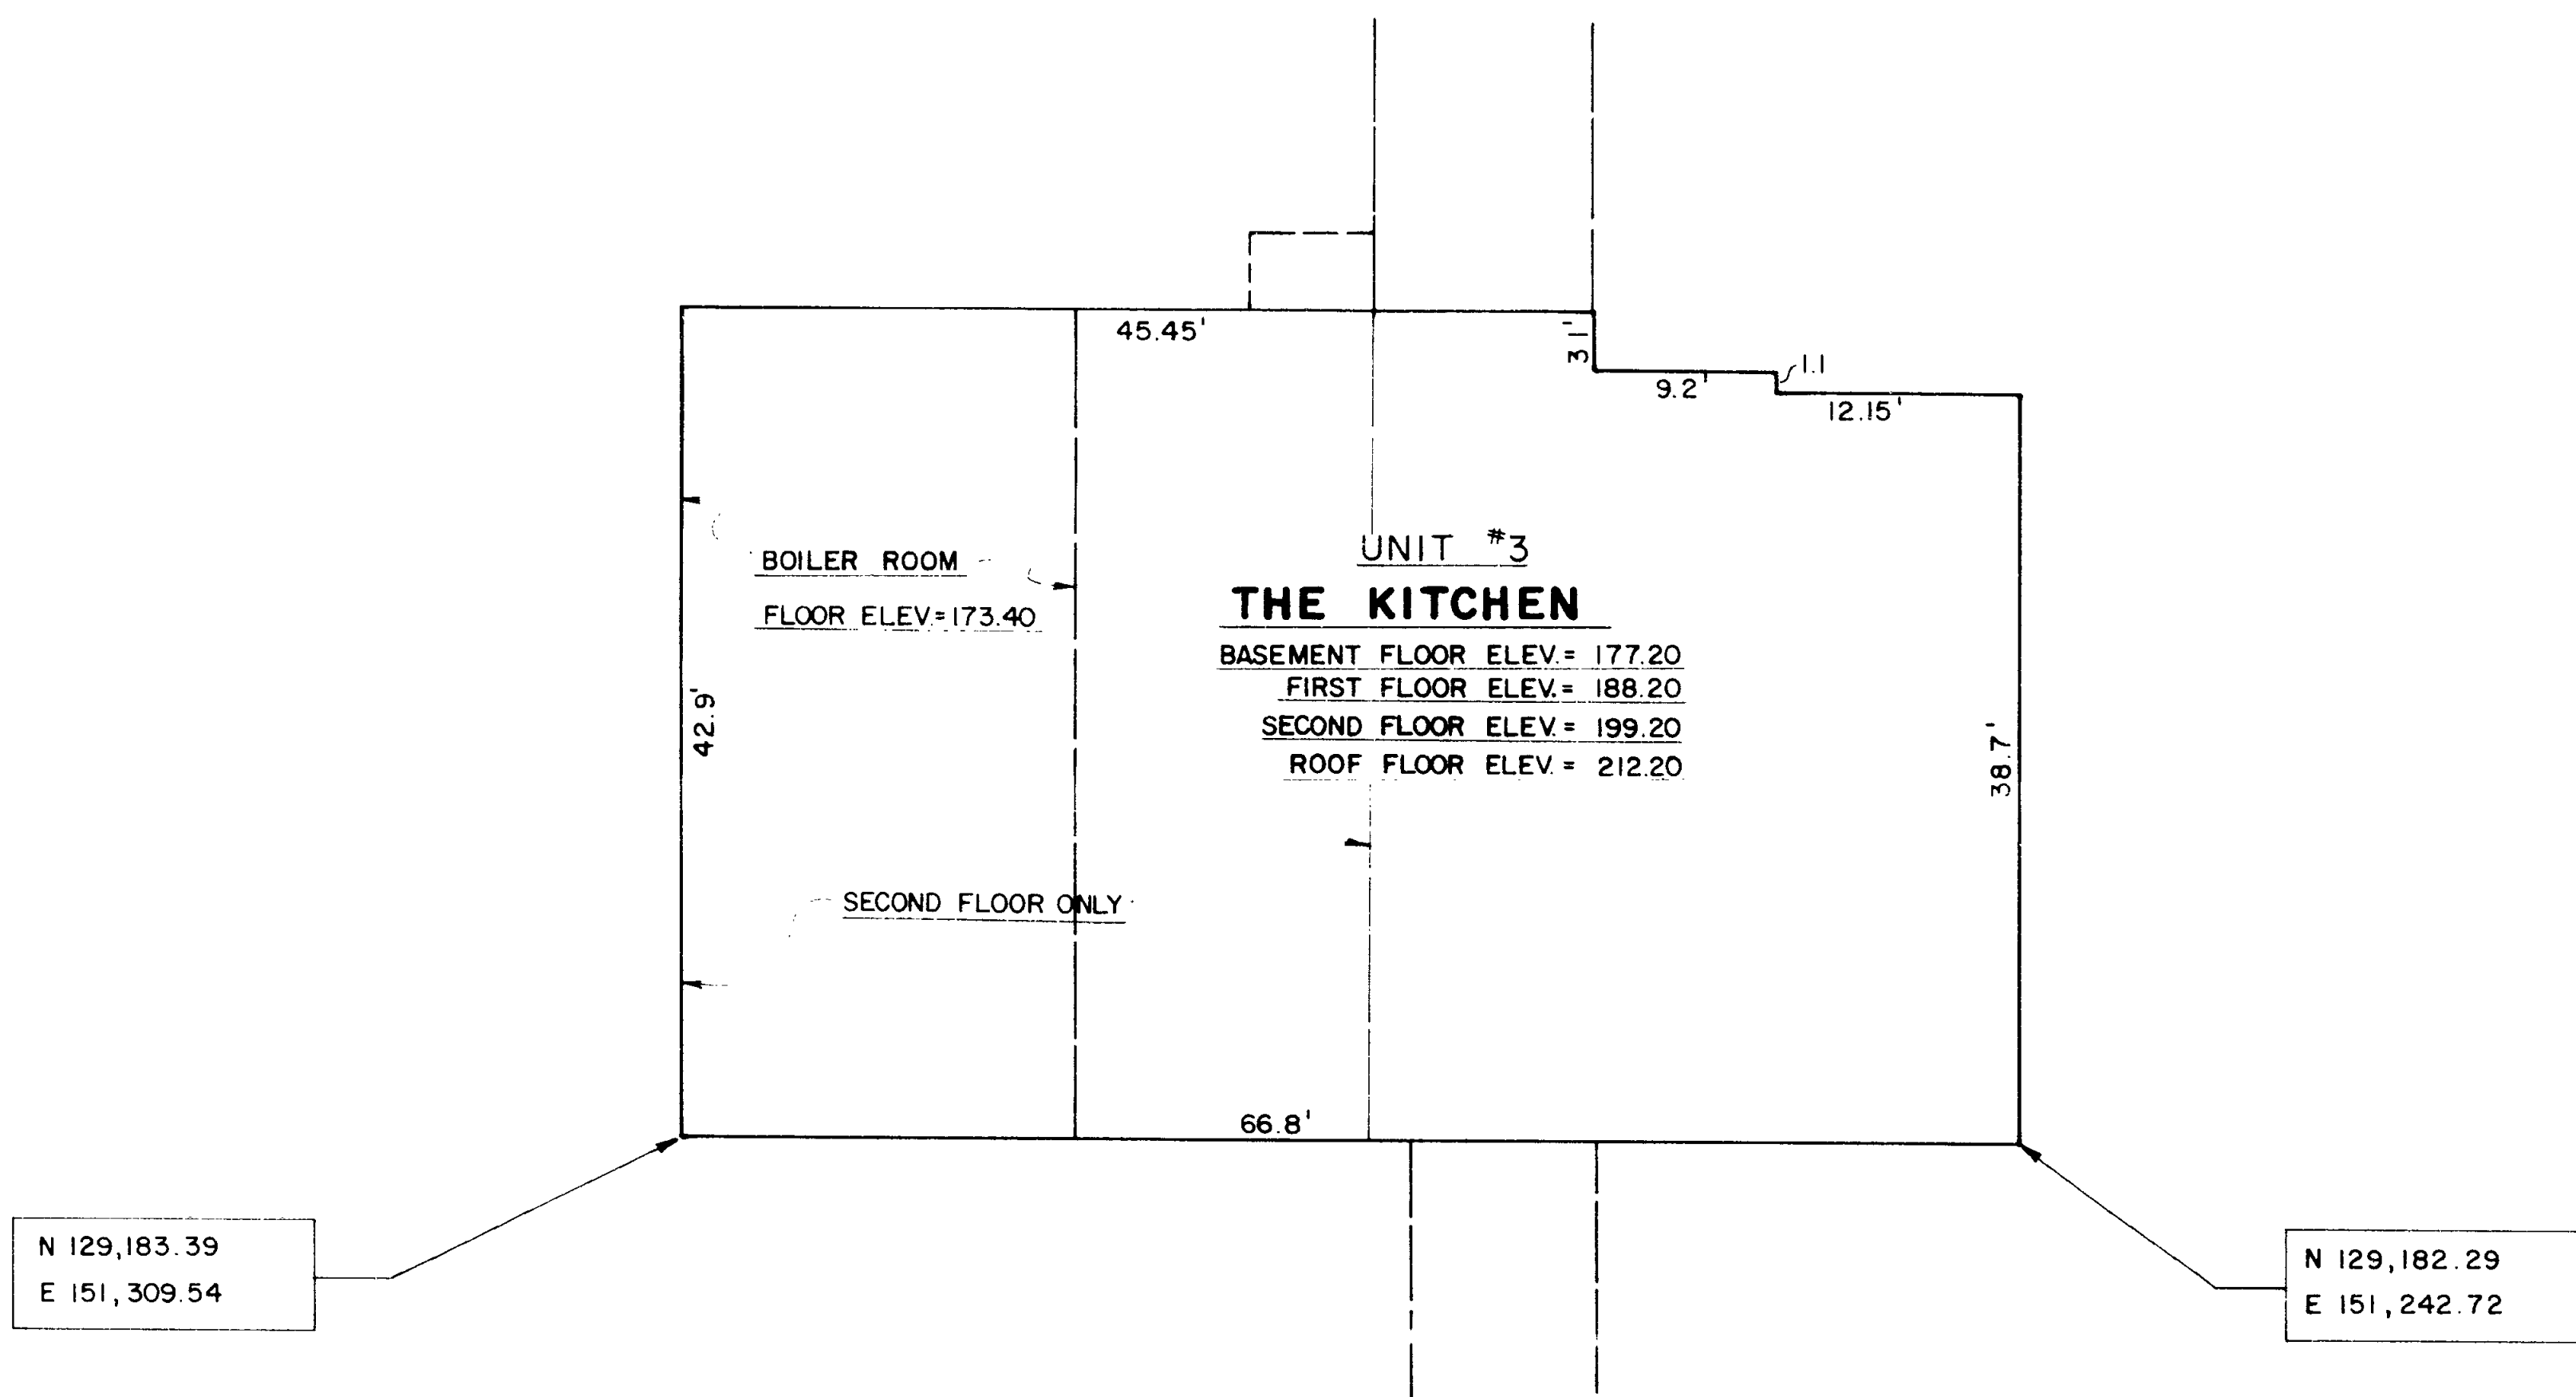 45.45'
3.1'
1.1
9.2'
12.15'
UNIT #3
THE KITCHEN
BASEMENT FLOOR ELEV.= 177.20
FIRST FLOOR ELEV.= 188.20
SECOND FLOOR ELEV.= 199.20
ROOF FLOOR ELEV.= 212.20
BOILER ROOM
FLOOR ELEV.=173.40
42.9'
38.7'
SECOND FLOOR ONLY
66.8'
N 129,183.39
E 151,309.54
N 129,182.29
E 151,242.72